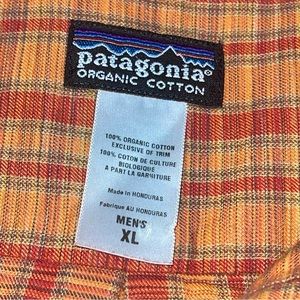 patagonia®
ORGANIC COTTON
100% ORGANIC COTTON
EXCLUSIVE OF TRIM
100% COTON DE CULTURE
BIOLOGIQUE
A PART LA GARNITURE
Made in HONDURAS
Fabrique AU HONDURAS
MEN'S
XL